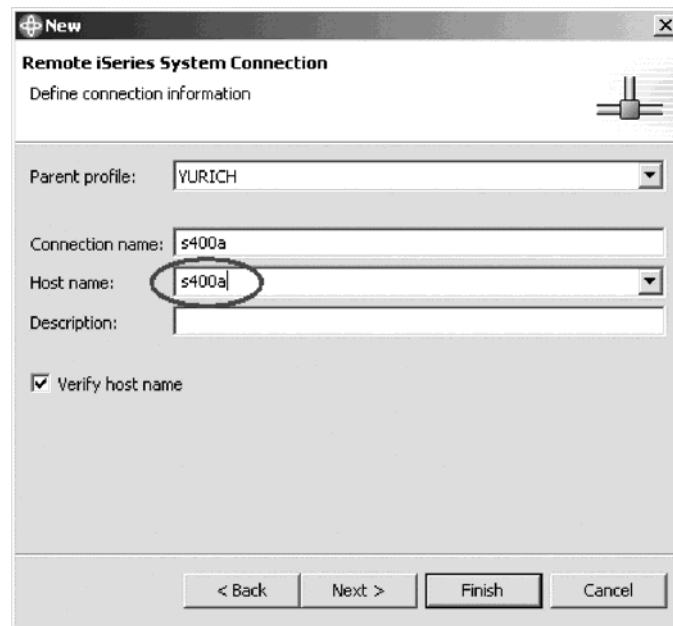 New
Remote iSeries System Connection
Define connection information
Parent profile: YURICH
Connection name: s400a
Host name: s400a
Description:
Verify host name
< Back Next > Finish Cancel